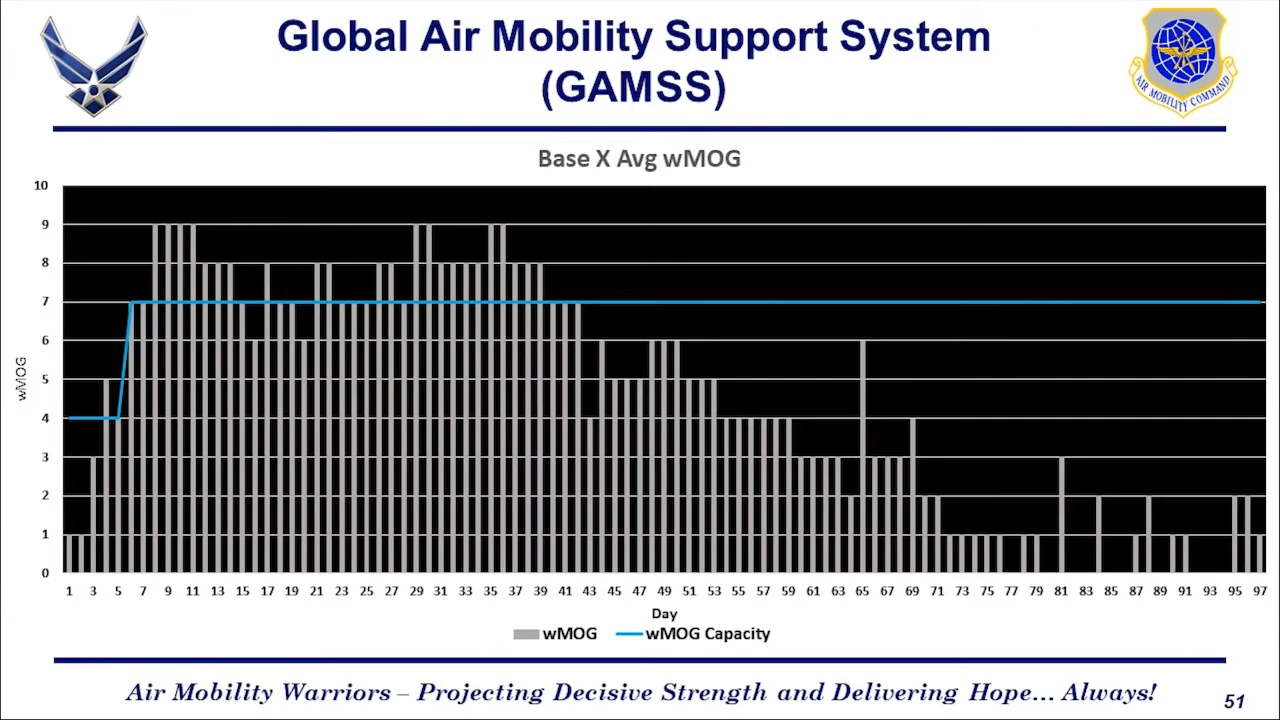 Global Air Mobility Support System
(GAMSS)
AIR MOBILITY COMMAND
Base X Avg wMOG
10
9
8
7
6
5
4
3
2
1
0
wMOG
1 3 5 7 9 11 13 15 17 19 21 23 25 27 29 31 33 35 37 39 41 43 45 47 49 51 53 55 57 59 61 63 65 67 69 71 73 75 77 79 81 83 85 87 89 91 93 95 97
Day
wMOG wMOG Capacity
Air Mobility Warriors – Projecting Decisive Strength and Delivering Hope... Always!
51